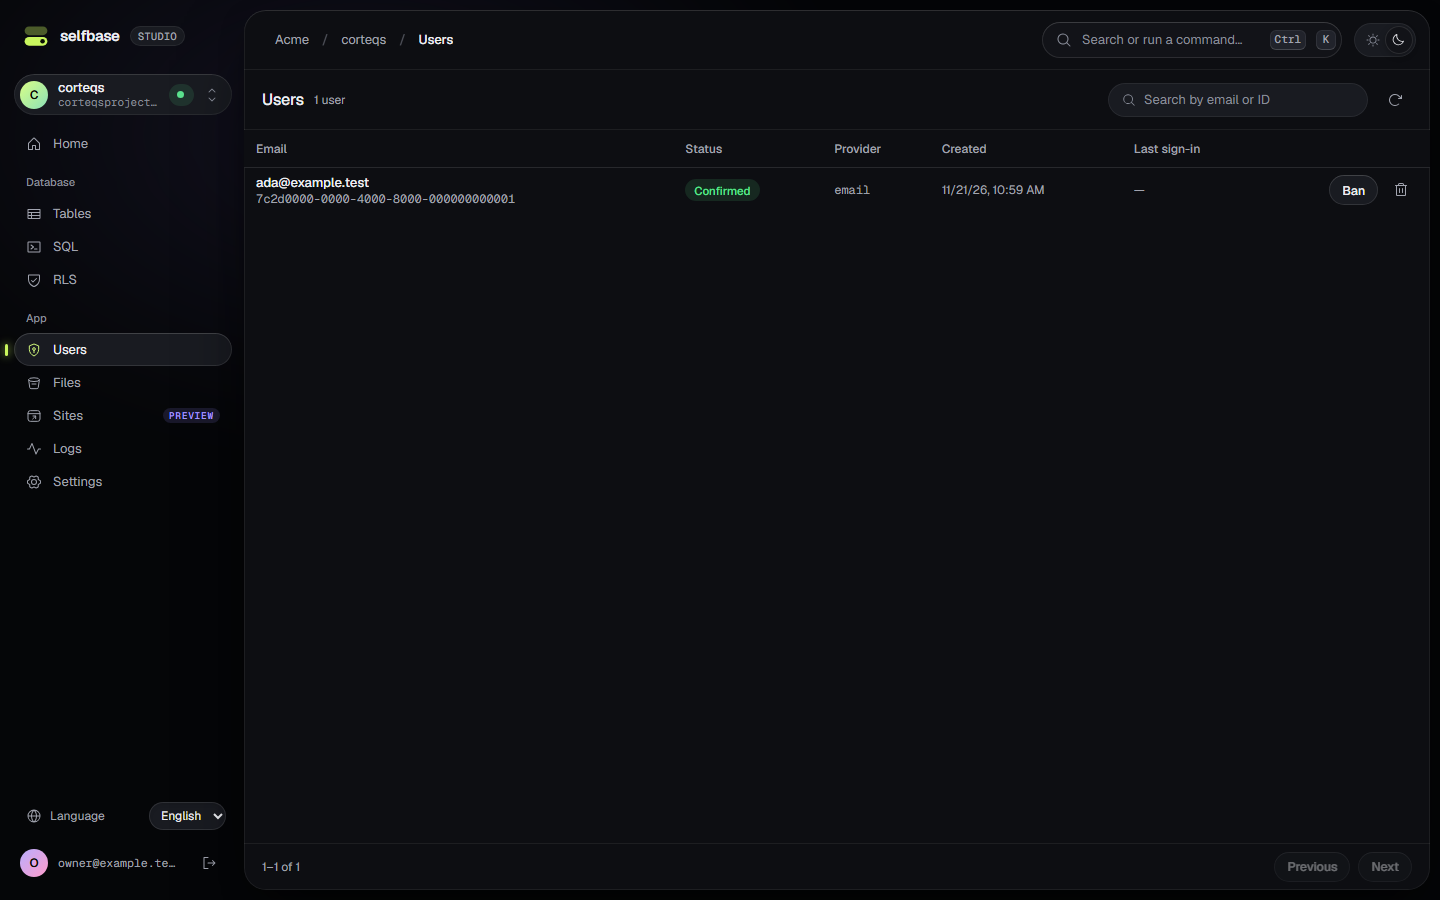 selfbase STUDIO
Acme / corteqs / Users
Search or run a command... Ctrl K
C corteqs
corteqsproject...
Home
Database
Tables
SQL
RLS
App
Users
Files
Sites PREVIEW
Logs
Settings
Language English
O owner@example.te...
Users 1 user
Search by email or ID
Email Status Provider Created Last sign-in
ada@example.test
7c2d0000-0000-4000-8000-000000000001
Confirmed email 11/21/26, 10:59 AM — Ban
1–1 of 1
Previous Next